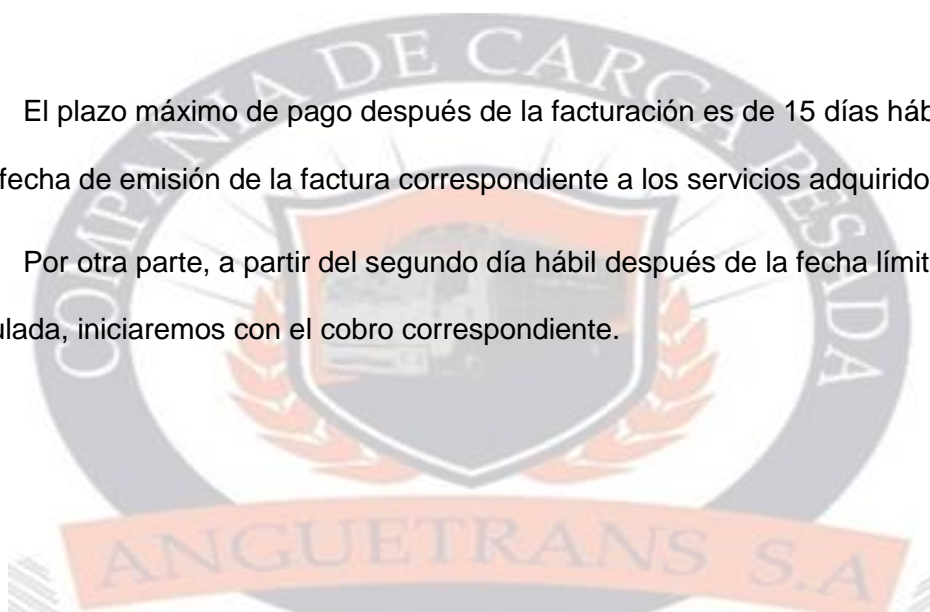 COMPAÑIA DE CARGA PESADA
El plazo máximo de pago después de la facturación es de 15 días háb
fecha de emisión de la factura correspondiente a los servicios adquirido
Por otra parte, a partir del segundo día hábil después de la fecha límit
ulada, iniciaremos con el cobro correspondiente.
ANGUETRANS S.A